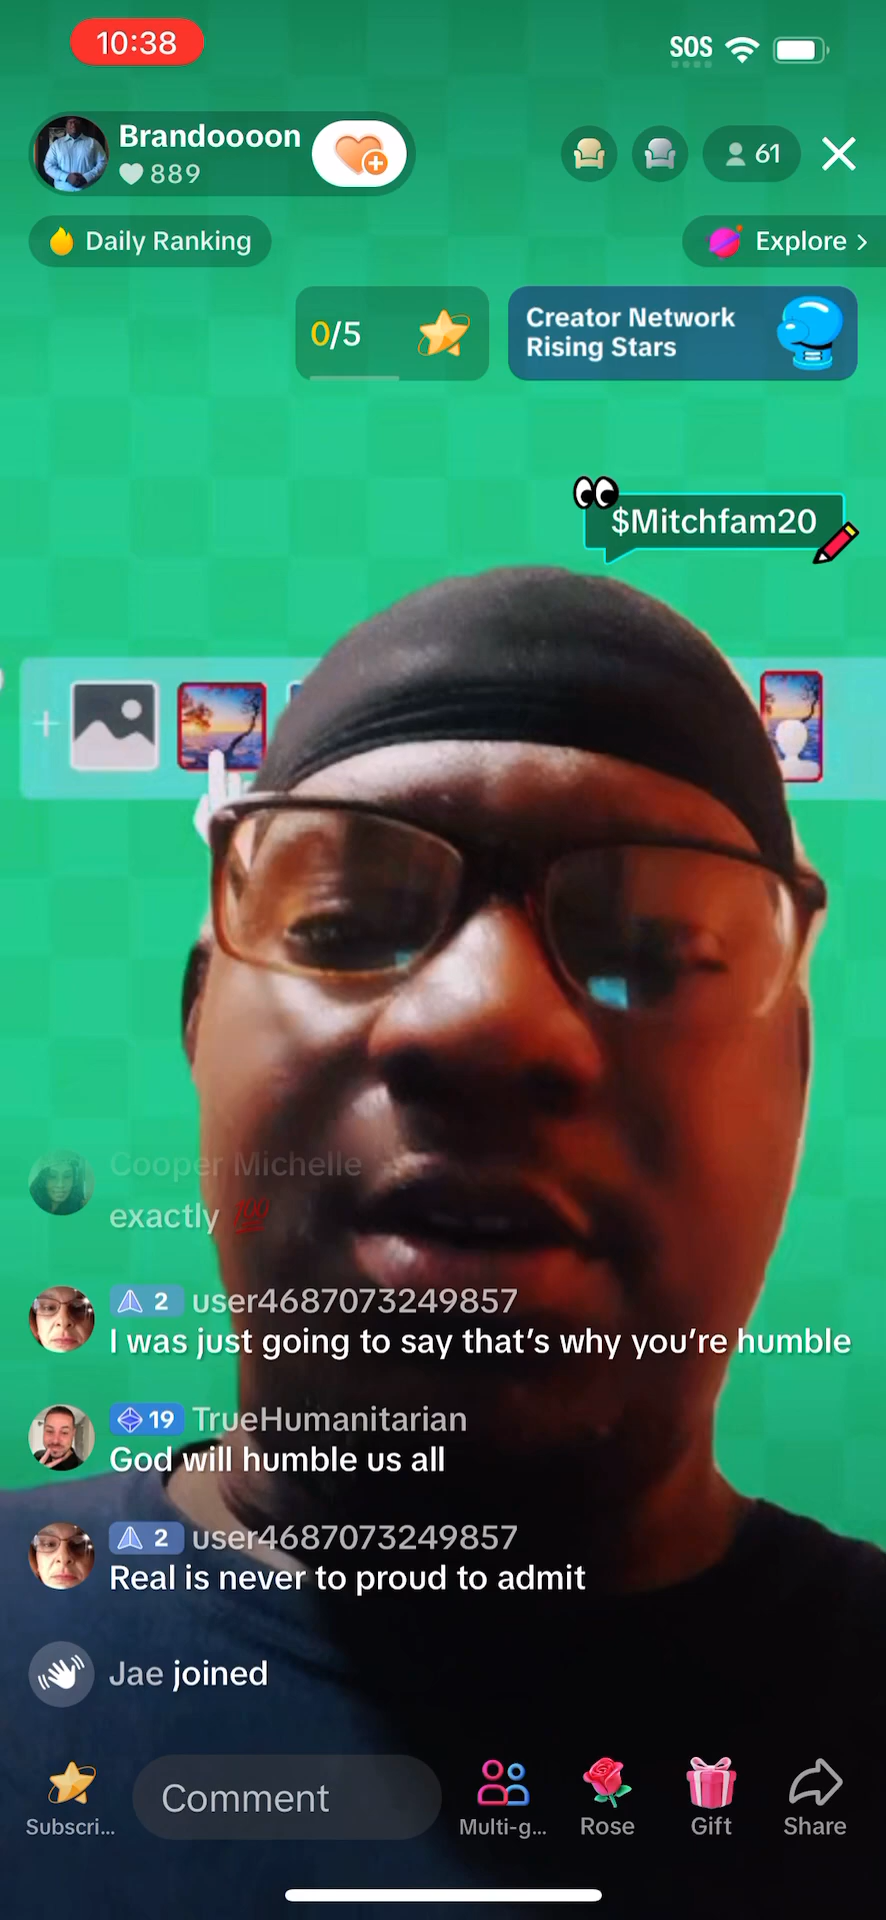 10:38
SOS
Brandoooon
889
61
Daily Ranking
Explore >
0/5
Creator Network
Rising Stars
$Mitchfam20
Cooper Michelle
exactly 💯
2 user4687073249857
I was just going to say that’s why you’re humble
19 TrueHumanitarian
God will humble us all
2 user4687073249857
Real is never to proud to admit
Jae joined
Subscri...
Comment
Multi-g...
Rose
Gift
Share